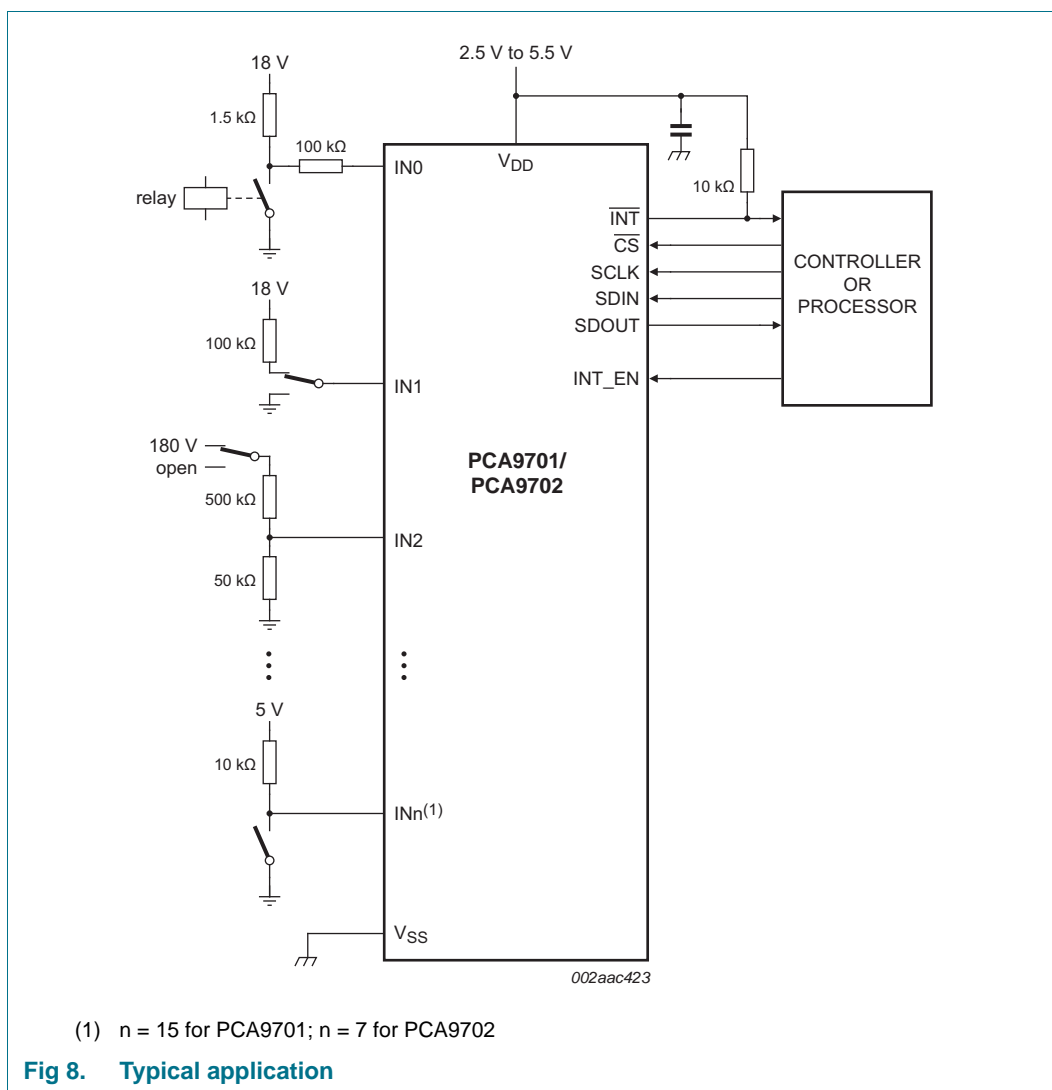 2.5 V to 5.5 V
18 V
1.5 kΩ
100 kΩ
IN0
VDD
10 kΩ
relay
INT
CS
SCLK
SDIN
SDOUT
INT_EN
CONTROLLER
OR
PROCESSOR
18 V
100 kΩ
IN1
180 V
open
500 kΩ
IN2
50 kΩ
PCA9701/
PCA9702
5 V
10 kΩ
INn(1)
VSS
002aac423
(1) n = 15 for PCA9701; n = 7 for PCA9702
Fig 8. Typical application